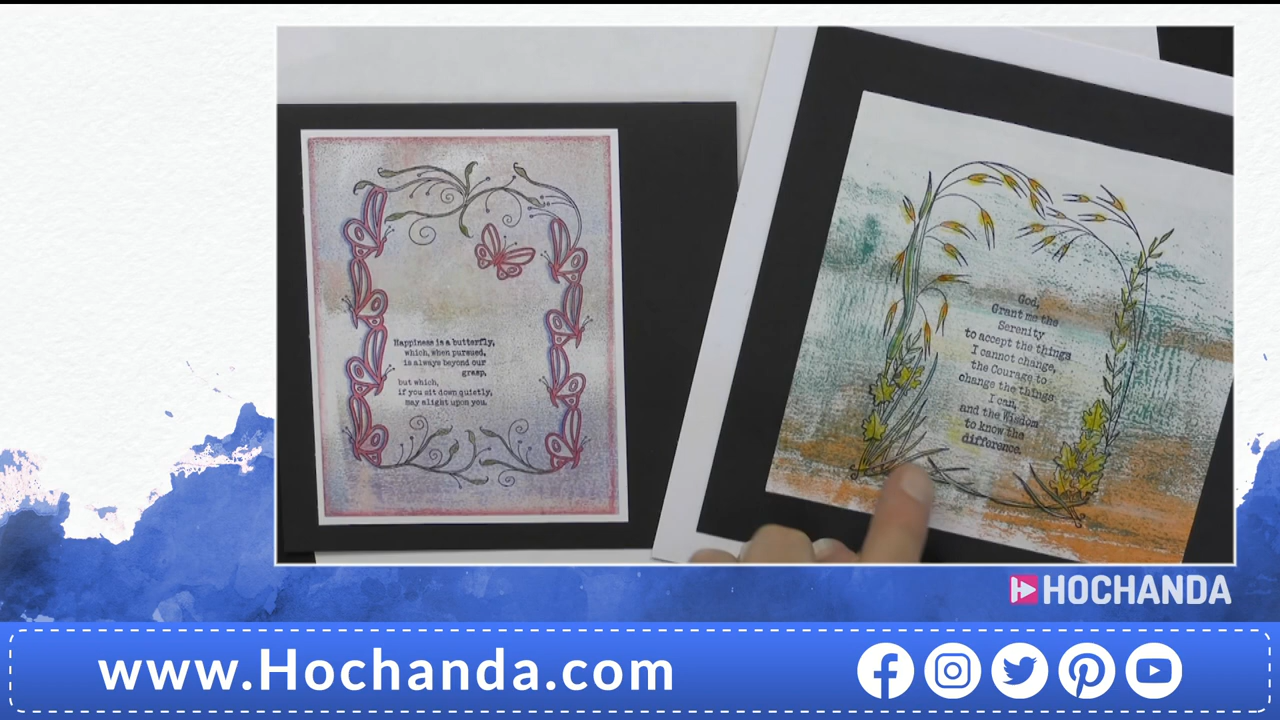 Happiness is a butterfly,
which, when pursued,
is always beyond our
grasp,
but which,
if you sit down quietly,
may alight upon you.
God,
Grant me the
Serenity
to accept the things
I cannot change,
the Courage to
change the things
I can,
and the Wisdom
to know the
difference.
HOCHANDA
www.Hochanda.com